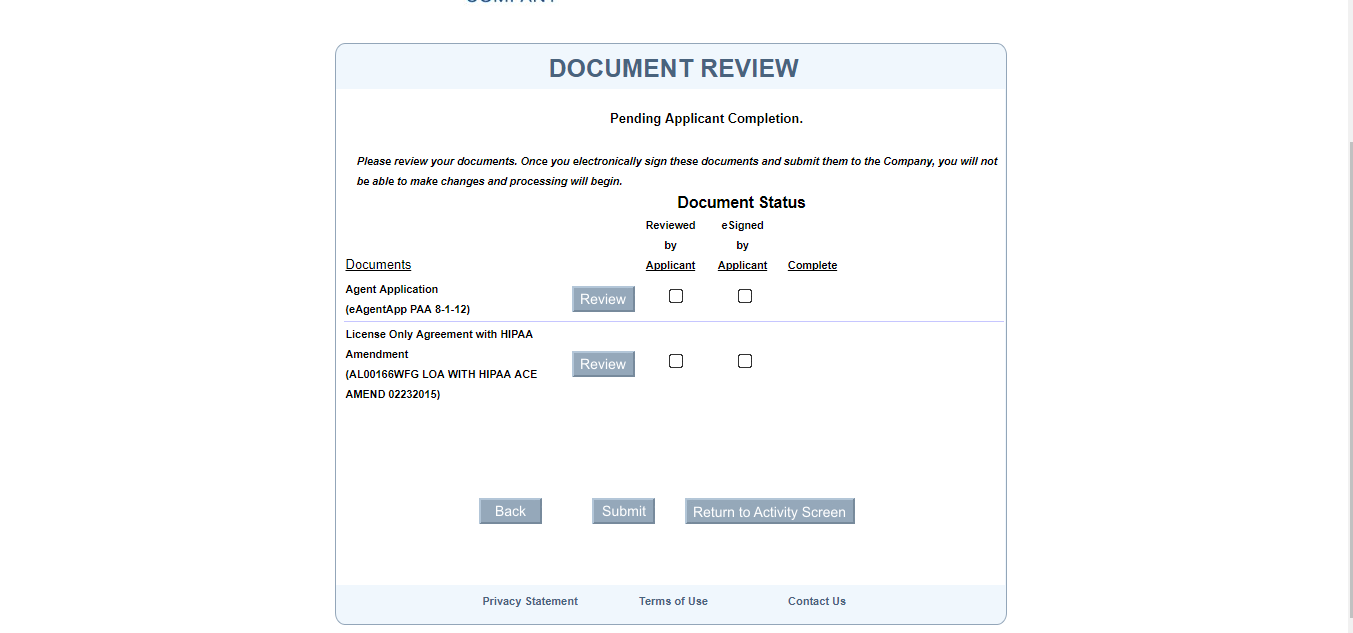 DOCUMENT REVIEW
Pending Applicant Completion.
Please review your documents. Once you electronically sign these documents and submit them to the Company, you will not
be able to make changes and processing will begin.
Document Status
Reviewed eSigned
by by
Documents Applicant Applicant Complete
Agent Application
(eAgentApp PAA 8-1-12)
Review
License Only Agreement with HIPAA
Amendment
(AL00166WFG LOA WITH HIPAA ACE
AMEND 02232015)
Review
Back Submit Return to Activity Screen
Privacy Statement Terms of Use Contact Us